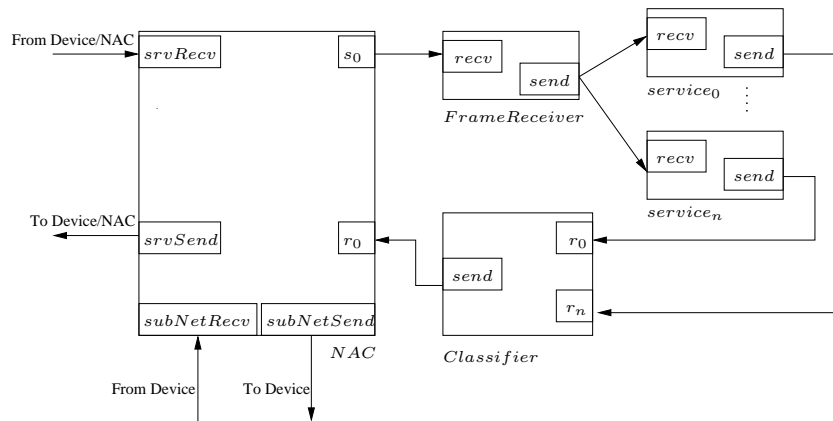 From Device/NAC
srvRecv
s₀
recv
send
FrameReceiver
recv
send
service₀
recv
send
serviceₙ
To Device/NAC
srvSend
r₀
send
r₀
rₙ
Classifier
subNetRecv
subNetSend
NAC
From Device
To Device